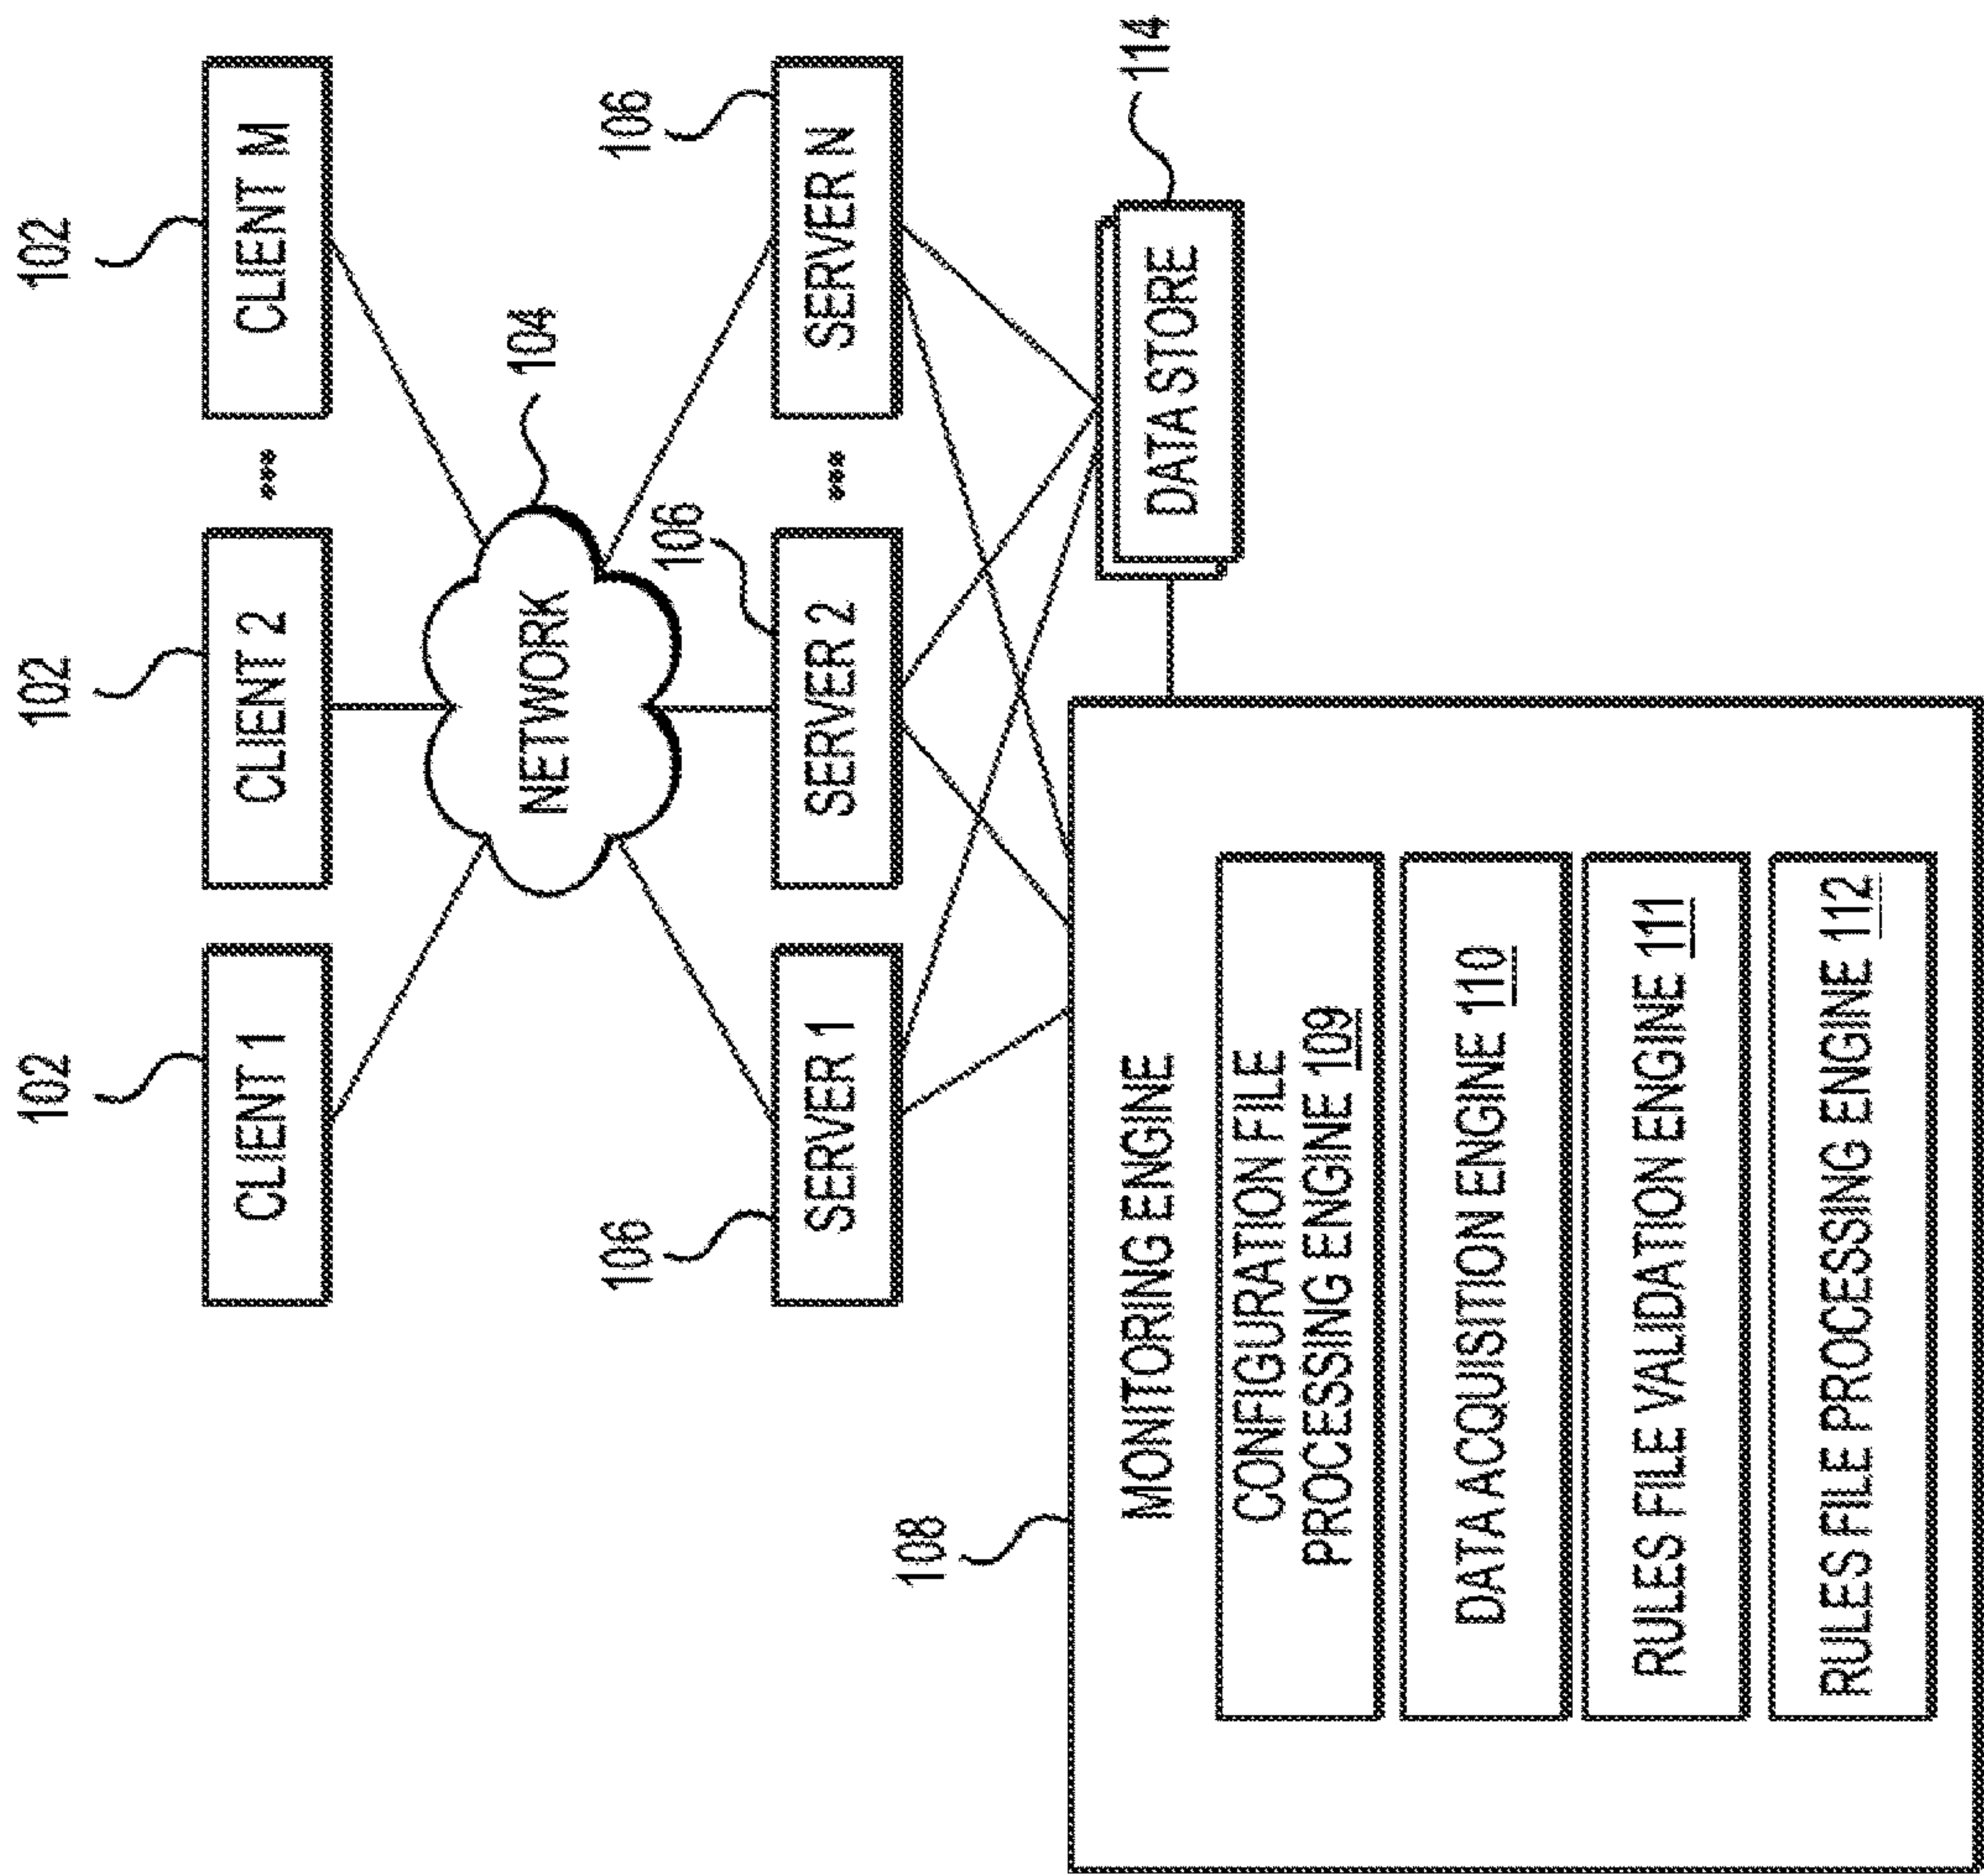 102
102
102
CLIENT 1
CLIENT 2
•••
CLIENT M
104
NETWORK
106
106
106
SERVER 1
SERVER 2
•••
SERVER N
108
114
MONITORING ENGINE
DATA STORE
CONFIGURATION FILE
PROCESSING ENGINE 109
DATA ACQUISITION ENGINE 110
RULES FILE VALIDATION ENGINE 111
RULES FILE PROCESSING ENGINE 112